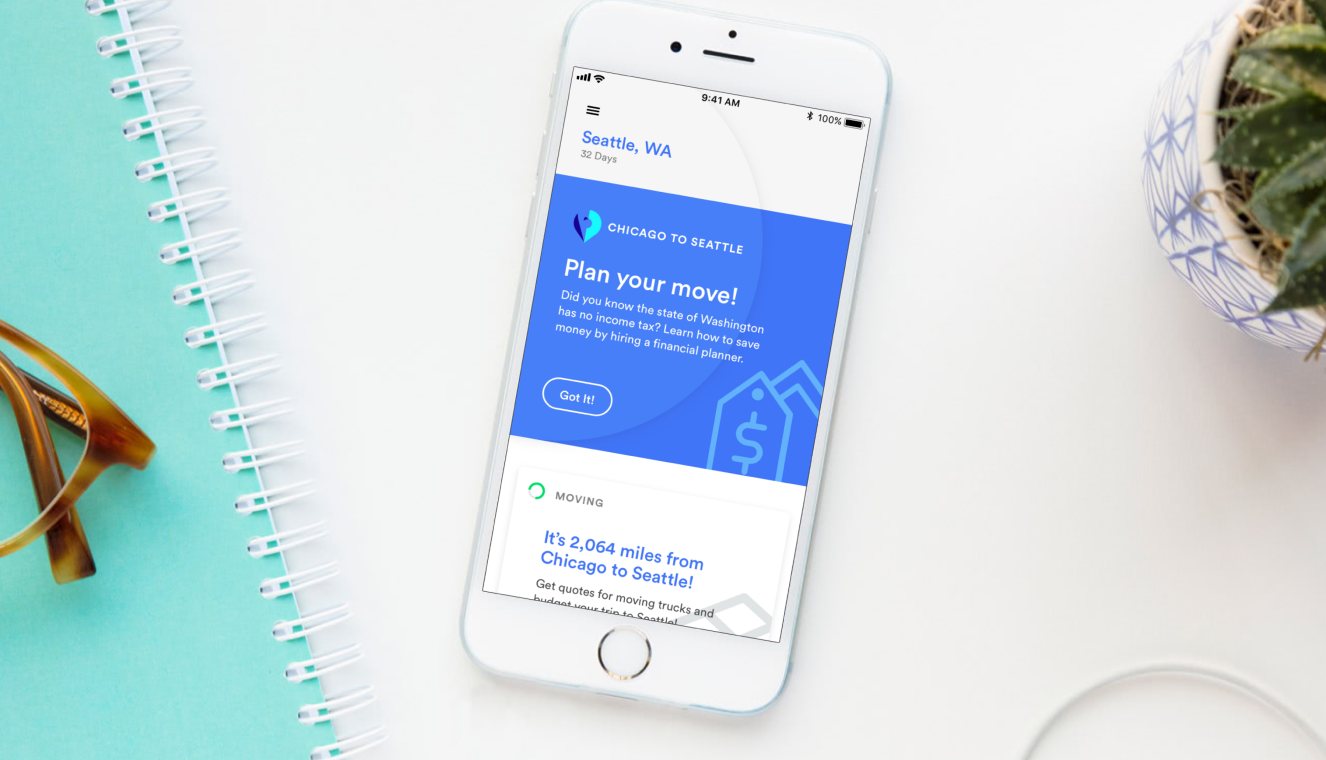 9:41 AM
100%
Seattle, WA
32 Days
CHICAGO TO SEATTLE
Plan your move!
Did you know the state of Washington
has no income tax? Learn how to save
money by hiring a financial planner.
Got It!
$
MOVING
It’s 2,064 miles from
Chicago to Seattle!
Get quotes for moving trucks and
budget your trip to Seattle!